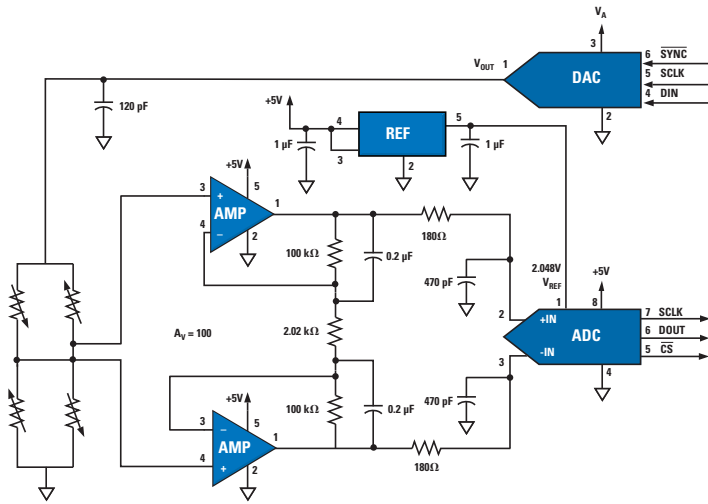 V_A
3
V_OUT 1
DAC
6 S̅Y̅N̅C̅
5 SCLK
4 DIN
2
120 pF
+5V
4
REF
5
3
2
1 µF
1 µF
+5V
3
+
AMP
4
−
5
1
2
100 kΩ
0.2 µF
180Ω
470 pF
2.048V
V_REF
+5V
1
8
2
+IN
ADC
-IN
3
7 SCLK
6 DOUT
5 C̅S̅
4
A_V = 100
2.02 kΩ
+5V
3
−
AMP
4
+
5
1
2
100 kΩ
0.2 µF
180Ω
470 pF